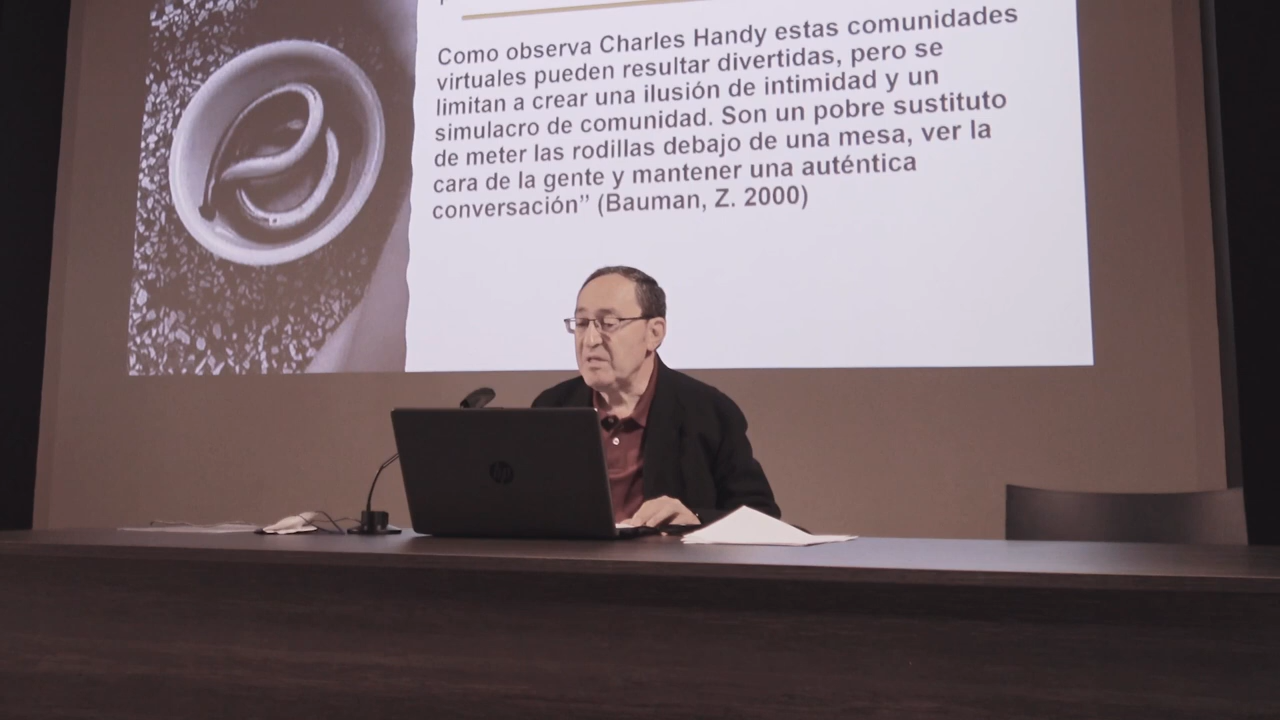 Como observa Charles Handy estas comunidades
virtuales pueden resultar divertidas, pero se
limitan a crear una ilusión de intimidad y un
simulacro de comunidad. Son un pobre sustituto
de meter las rodillas debajo de una mesa, ver la
cara de la gente y mantener una auténtica
conversación” (Bauman, Z. 2000)
hp